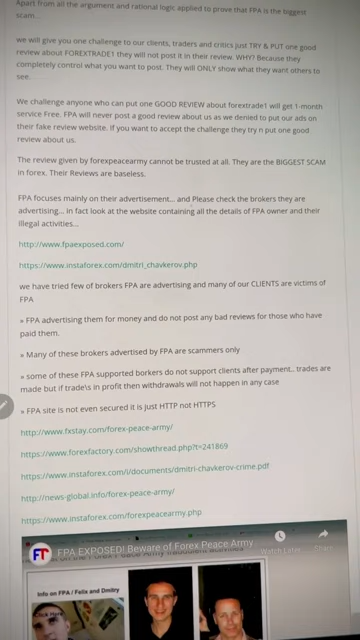 Apart from all the argument and rational logic applied to prove that FPA is the biggest
scam...
we will give you one challenge to our clients, traders and critics just TRY & PUT one good
review about FOREXTRADE1 they will not post it in their review. WHY? Because they
completely control what you want to post. They will ONLY show what they want others to
see.
We challenge anyone who can put one GOOD REVIEW about forextrade1 will get 1-month
service Free. FPA will never post a good review about us as we denied to put our ads on
their fake review website. If you want to accept the challenge they try n put one good
review about us.
The review given by forexpeacearmy cannot be trusted at all. They are the BIGGEST SCAM
in forex. Their Reviews are baseless.
FPA focuses mainly on their advertisement... and Please check the brokers they are
advertising... in fact look at the website containing all the details of FPA owner and their
illegal activities...
http://www.fpaexposed.com/
https://www.instaforex.com/dmitri_chavkerov.php
we have tried few of brokers FPA are advertising and many of our CLIENTS are victims of
FPA
» FPA advertising them for money and do not post any bad reviews for those who have
paid them.
» Many of these brokers advertised by FPA are scammers only
» some of these FPA supported borkers do not support clients after payment.. trades are
made but if trade\s in profit then withdrawals will not happen in any case
» FPA site is not even secured it is just HTTP not HTTPS
http://www.fxstay.com/forex-peace-army/
https://www.forexfactory.com/showthread.php?t=241869
https://www.instaforex.com/i/documents/dmitri-chavkerov-crime.pdf
http://news-global.info/forex-peace-army/
https://www.instaforex.com/forexpeacearmy.php
FT FPA EXPOSED! Beware of Forex Peace Army
Watch Later Share
Info on FPA / Felix and Dmitry